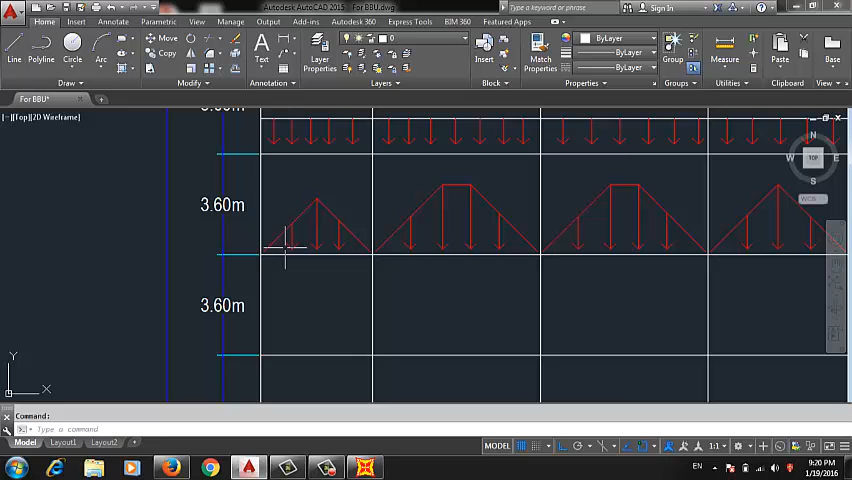 Autodesk AutoCAD 2015 For BBU.dwg
Type a keyword or phrase
Sign In
Home Insert Annotate Parametric View Manage Output Add-ins Autodesk 360 Express Tools BIM 360 Featured Apps
Line Polyline Circle Arc
Move
Copy
Text
Layer Properties
0
Insert
Match Properties
ByLayer
ByLayer
ByLayer
Group
Measure
Paste
Base
Draw Modify Annotation Layers Block Properties Groups Utilities Clipboard View
For BBU*
[−][Top][2D Wireframe]
N
W TOP E
S
WCS
3.60m
3.60m
Y
X
Command:
Type a command
Model Layout1 Layout2 +
MODEL 1:1
EN
9:20 PM
1/19/2016